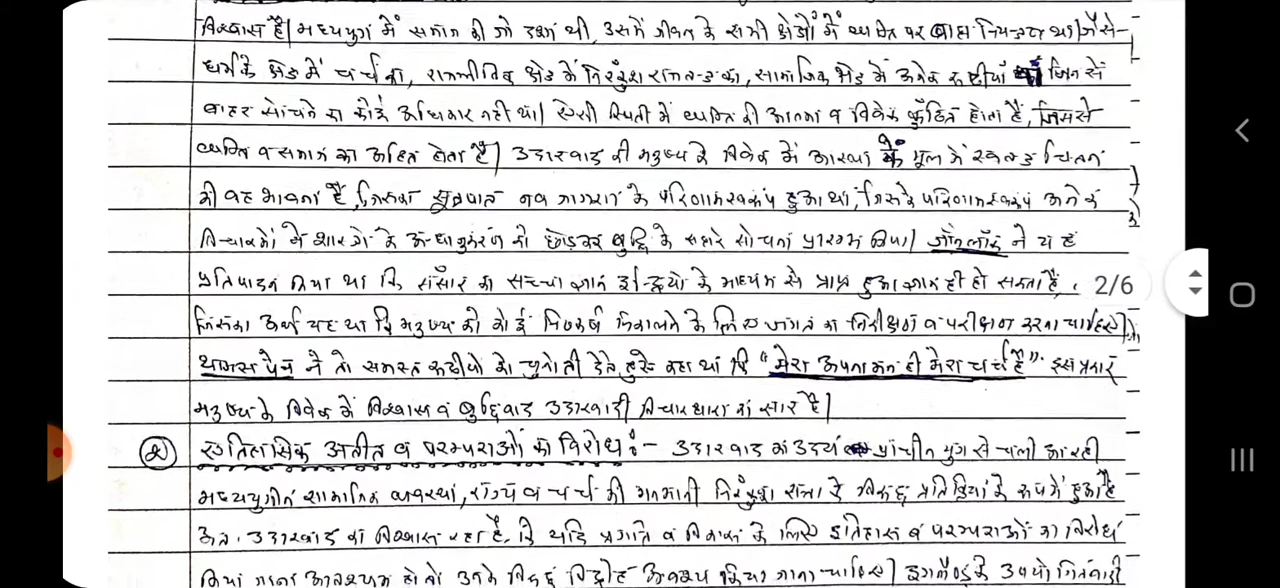 विश्वास है। मध्ययुग में समाज की जो दशा थी, उसमें जीवन के सभी क्षेत्रों में व्यक्ति पर बाह्य नियन्त्रण था। जैसे-
धर्म के क्षेत्र में चर्च का, राजनीतिक क्षेत्र में निरंकुश राजतन्त्र का, सामाजिक क्षेत्र में अनेक रूढ़ीयां जिनसे
बाहर सोचने का कोई अधिकार नहीं था। ऐसी स्थिती में व्यक्ति की आत्मा व विवेक कुंठित होता है, जिससे
व्यक्ति व समाज का अहित होता है। उदारवाद की मनुष्य के विवेक में आस्था के मूल में स्वतन्त्र चिंतन
की वह भावना है, जिसका सूत्रपात नव जागरण के परिणामस्वरूप हुआ था, जिसके परिणामस्वरूप अनेक
विचारकों में शास्त्रों के अन्धानुकरण को छोड़कर बुद्धि के सहारे सोचना प्रारम्भ किया। जॉन लॉक ने यह
प्रतिपादन किया था कि संसार का सच्चा ज्ञान इन्द्रियों के माध्यम से प्राप्त हुआ ज्ञान ही हो सकता है,
2/6
जिसका अर्थ यह था कि मनुष्य को कोई निष्कर्ष निकालने के लिए जगत का निरीक्षण व परीक्षण करना चाहिए।
थामस पैन ने तो समस्त रूढीयो को चुनोती देते हुए कहा था कि "मेरा अपना मन ही मेरा चर्च है"। इस प्रकार
मनुष्य के विवेक में विश्वास व बुद्धिवाद उदारवादी विचारधारा का सार है।
(2) ऐतिहासिक अतीत व परम्पराओं का विरोध :- उदारवाद का उदय प्राचीन युग से चली आ रही
मध्ययुगीन सामाजिक व्यवस्था, राज्य व चर्च की मनमानी निरंकुश सत्ता के विरूद्ध प्रतिक्रिया के रूप में हुआ है
अतः उदारवाद का विश्वास रहा है, कि यदि प्रगति व विकास के लिए इतिहास व परम्पराओं का विरोध
किया जाना आवश्यक हो तो उनके विरूद्ध विद्रोह अवश्य किया जाना चाहिए। इंग्लैण्ड के उपयोगितावादी